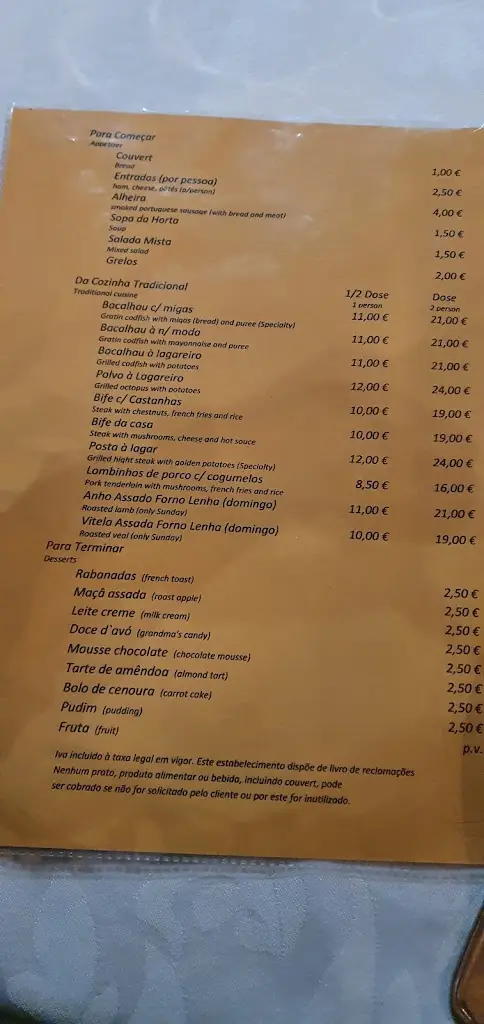 Para Começar
Appetizer
Couvert 1,00 €
Bread
Entradas (por pessoa) 2,50 €
ham, cheese, pâtés (p/person)
Alheira 4,00 €
smoked portuguese sausage (with bread and meat)
Sopa da Horta 1,50 €
Soup
Salada Mista 1,50 €
Mixed salad
Grelos 2,00 €
Da Cozinha Tradicional 1/2 Dose Dose
Traditional cuisine 1 person 2 person
Bacalhau c/ migas 11,00 € 21,00 €
Gratin codfish with migas (bread) and puree (Specialty)
Bacalhau à n/ moda 11,00 € 21,00 €
Gratin codfish with mayonnaise and puree
Bacalhau à lagareiro 11,00 € 21,00 €
Grilled codfish with potatoes
Polvo à Lagareiro 12,00 € 24,00 €
Grilled octopus with potatoes
Bife c/ Castanhas 10,00 € 19,00 €
Steak with chestnuts, french fries and rice
Bife da casa 10,00 € 19,00 €
Steak with mushrooms, cheese and hot souce
Posta à lagar 12,00 € 24,00 €
Grilled hight steak with golden potatoes (Specialty)
Lombinhos de porco c/ cogumelos 8,50 € 16,00 €
Pork tenderloin with mushrooms, french fries and rice
Anho Assado Forno Lenha (domingo) 11,00 € 21,00 €
Roasted lamb (only Sunday)
Vitela Assada Forno Lenha (domingo) 10,00 € 19,00 €
Roasted veal (only Sunday)
Para Terminar
Desserts
Rabanadas (french toast) 2,50 €
Maçã assada (roast apple) 2,50 €
Leite creme (milk cream) 2,50 €
Doce d`avó (grandma's candy) 2,50 €
Mousse chocolate (chocolate mousse) 2,50 €
Tarte de amêndoa (almond tart) 2,50 €
Bolo de cenoura (carrot cake) 2,50 €
Pudim (pudding) 2,50 €
Fruta (fruit) p.v.
Iva incluido à taxa legal em vigor. Este estabelecimento dispõe de livro de reclamações
Nenhum prato, produto alimentar ou bebida, incluindo couvert, pode
ser cobrado se não for solicitado pelo cliente ou por este for inutilizado.